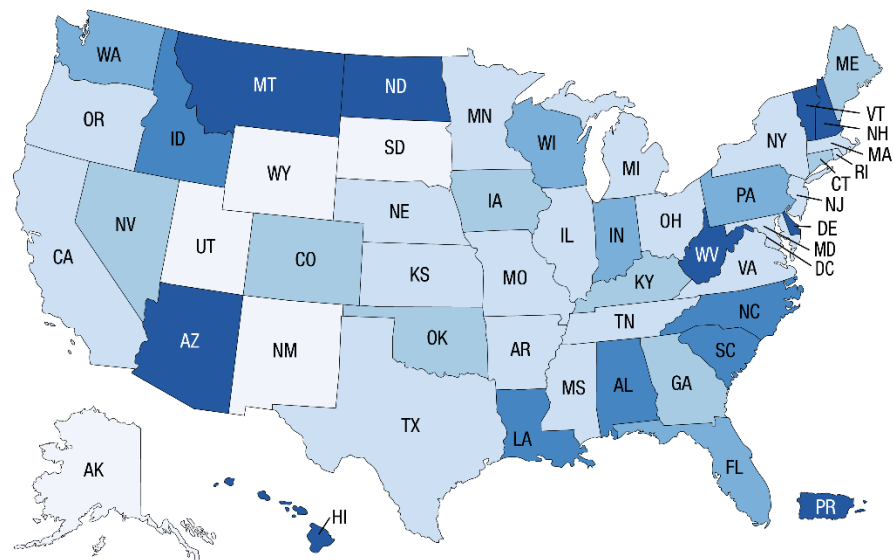 WA
MT
ND
ME
MN
VT
OR
NH
ID
WI
NY
SD
MA
MI
RI
WY
CT
PA
IA
NJ
NE
OH
NV
IL
IN
DE
UT
MD
CA
CO
WV
DC
VA
KS
MO
KY
NC
TN
AZ
OK
NM
AR
SC
MS
AL
GA
TX
LA
FL
AK
PR
HI